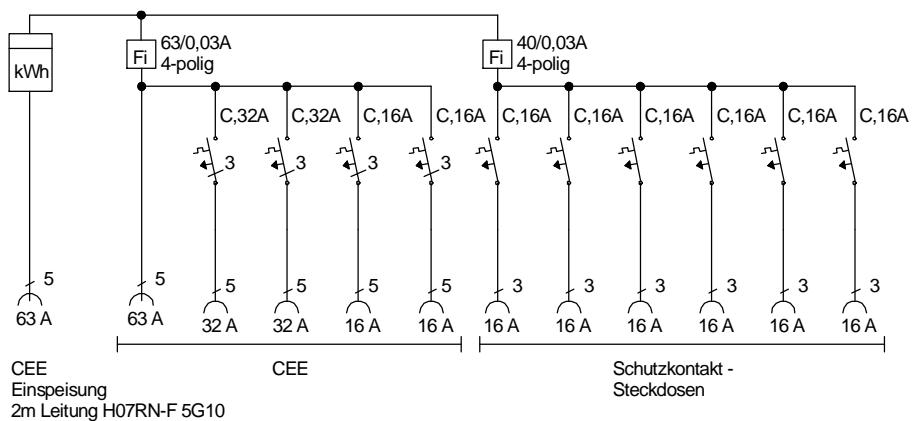 kWh
Fi
63/0,03A
4-polig
Fi
40/0,03A
4-polig
C,32A
C,32A
C,16A
C,16A
C,16A
C,16A
C,16A
C,16A
C,16A
C,16A
3
3
3
3
5
5
5
5
5
5
3
3
3
3
3
3
63 A
63 A
32 A
32 A
16 A
16 A
16 A
16 A
16 A
16 A
16 A
16 A
CEE
Einspeisung
2m Leitung H07RN-F 5G10
CEE
Schutzkontakt -
Steckdosen